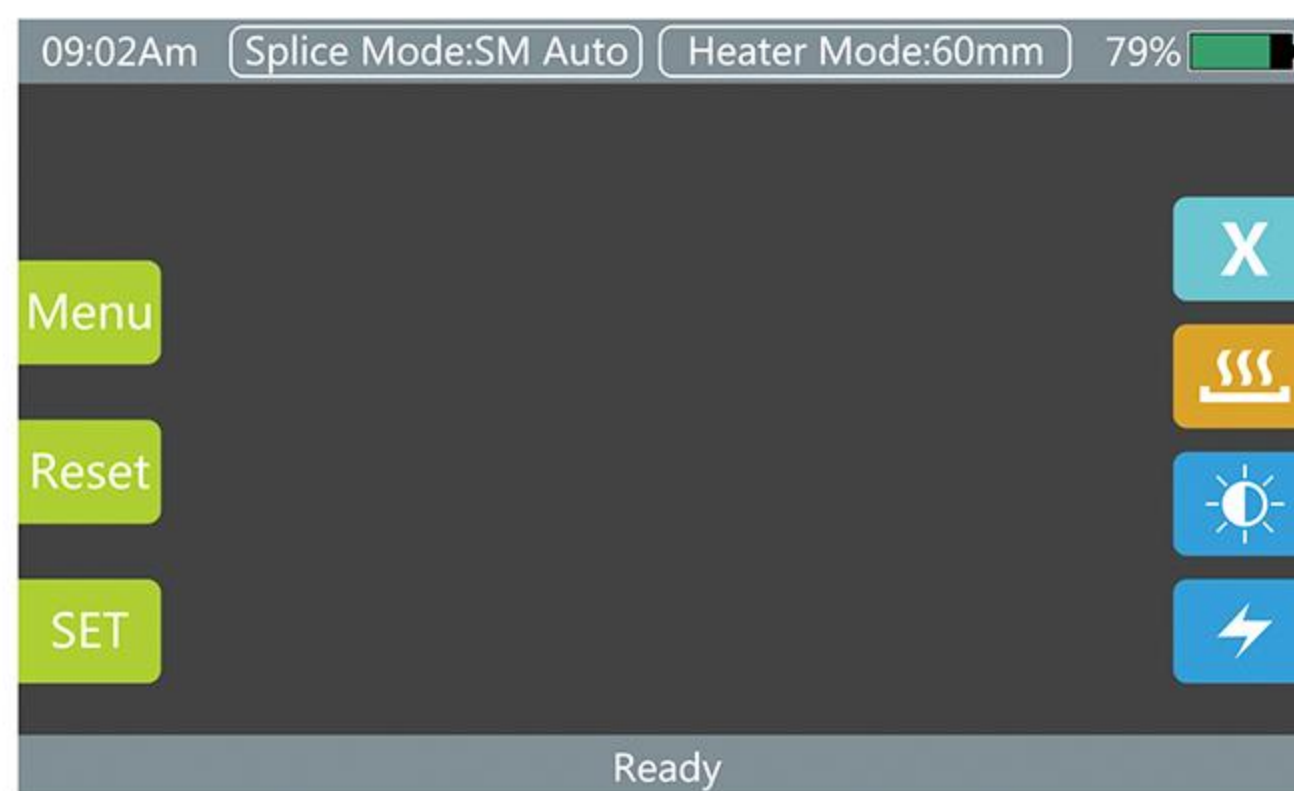 09:02Am Splice Mode:SM Auto Heater Mode:60mm 79%
X
Menu
Reset
SET
Ready